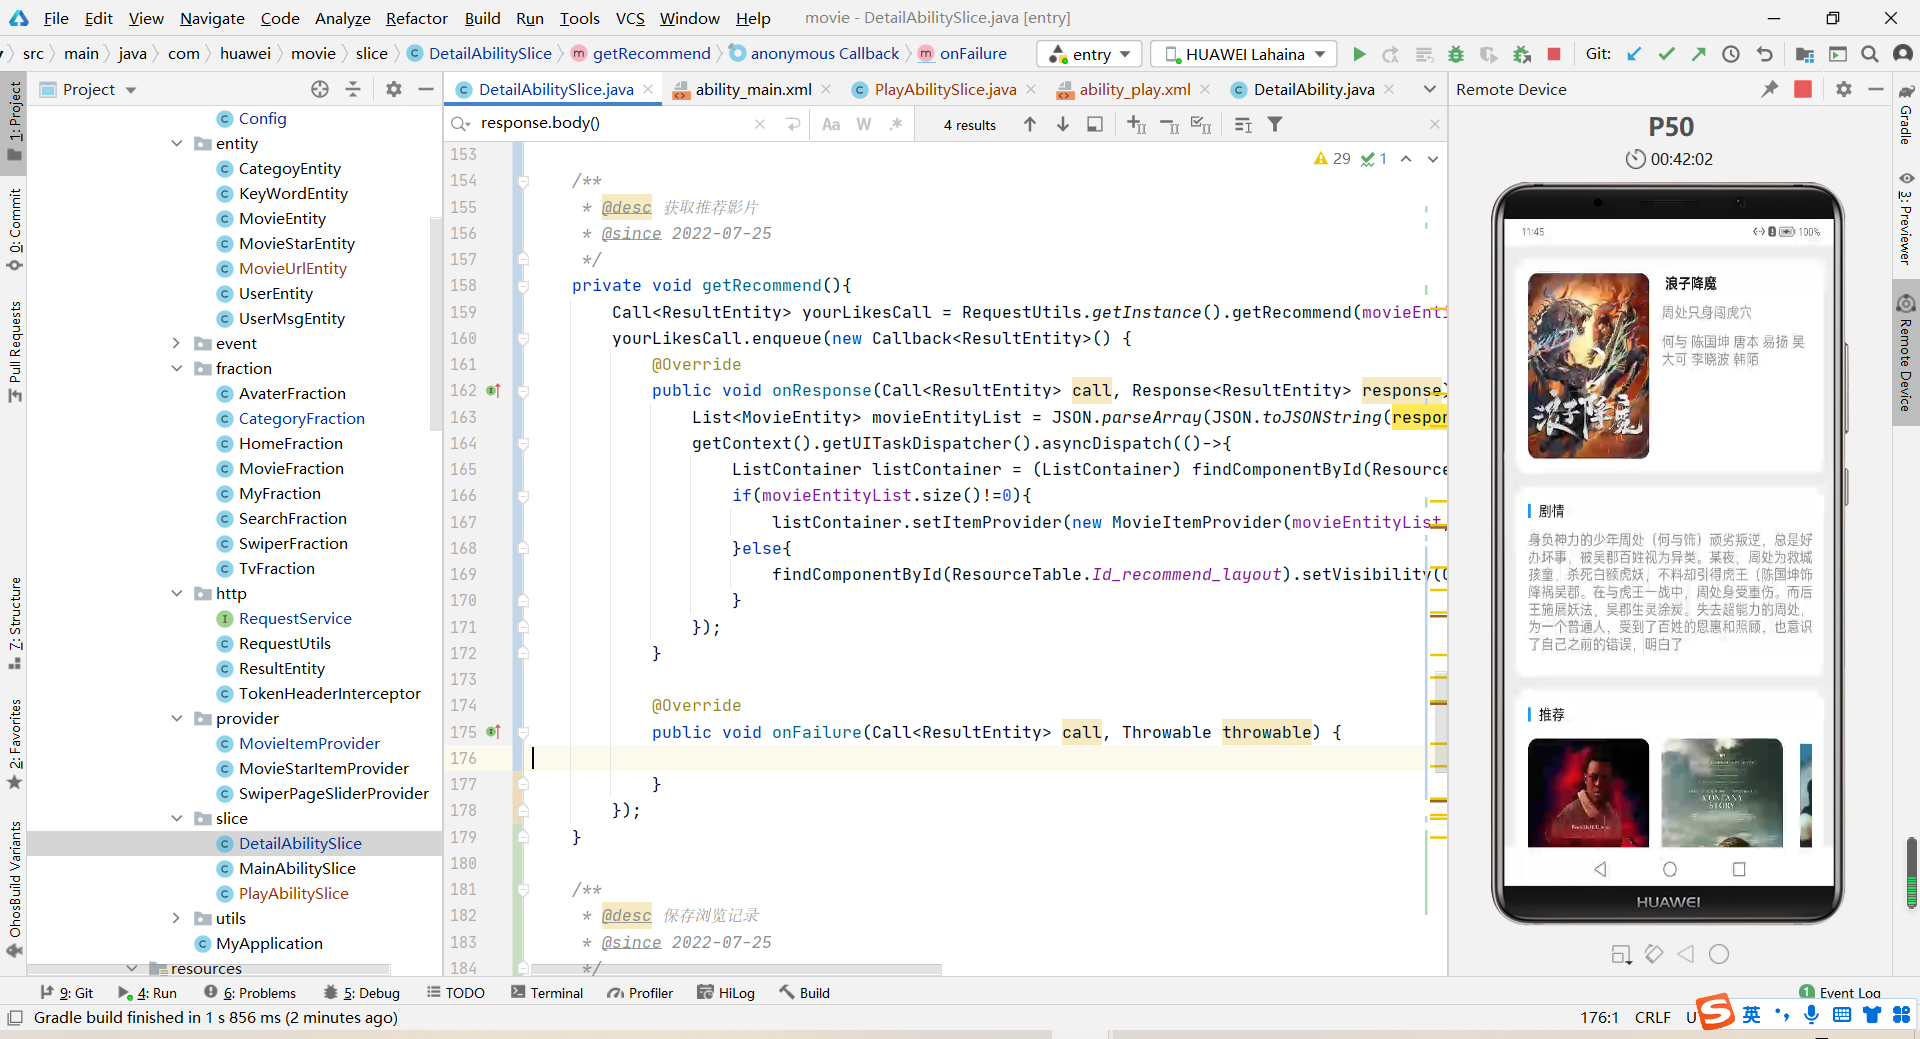 File Edit View Navigate Code Analyze Refactor Build Run Tools VCS Window Help movie - DetailAbilitySlice.java [entry]
src main java com huawei movie slice DetailAbilitySlice getRecommend anonymous Callback onFailure entry HUAWEI Lahaina Git:
Project
DetailAbilitySlice.java ability_main.xml PlayAbilitySlice.java ability_play.xml DetailAbility.java
Remote Device
response.body() Aa W .* 4 results
29 1
1: Project
0: Commit
Pull Requests
7: Structure
2: Favorites
OhosBuild Variants
Config
entity
CategoyEntity
KeyWordEntity
MovieEntity
MovieStarEntity
MovieUrlEntity
UserEntity
UserMsgEntity
event
fraction
AvaterFraction
CategoryFraction
HomeFraction
MovieFraction
MyFraction
SearchFraction
SwiperFraction
TvFraction
http
RequestService
RequestUtils
ResultEntity
TokenHeaderInterceptor
provider
MovieItemProvider
MovieStarItemProvider
SwiperPageSliderProvider
slice
DetailAbilitySlice
MainAbilitySlice
PlayAbilitySlice
utils
MyApplication
resources
153
154 /**
155 * @desc 获取推荐影片
156 * @since 2022-07-25
157 */
158 private void getRecommend(){
159 Call<ResultEntity> yourLikesCall = RequestUtils.getInstance().getRecommend(movieEnt
160 yourLikesCall.enqueue(new Callback<ResultEntity>() {
161 @Override
162 public void onResponse(Call<ResultEntity> call, Response<ResultEntity> response)
163 List<MovieEntity> movieEntityList = JSON.parseArray(JSON.toJSONString(respon
164 getContext().getUITaskDispatcher().asyncDispatch(()->{
165 ListContainer listContainer = (ListContainer) findComponentById(Resource
166 if(movieEntityList.size()!=0){
167 listContainer.setItemProvider(new MovieItemProvider(movieEntityList,
168 }else{
169 findComponentById(ResourceTable.Id_recommend_layout).setVisibility(
170 }
171 });
172 }
173
174 @Override
175 public void onFailure(Call<ResultEntity> call, Throwable throwable) {
176
177 }
178 });
179 }
180
181 /**
182 * @desc 保存浏览记录
183 * @since 2022-07-25
184 */
P50
00:42:02
11:45 100%
浪子降魔
周处只身闯虎穴
何与 陈国坤 唐本 易扬 吴
大可 李晓波 韩陌
浪子降魔
剧情
身负神力的少年周处（何与饰）顽劣叛逆，总是好
办坏事，被吴郡百姓视为异类。某夜，周处为救城
孩童，杀死白额虎妖，不料却引得虎王（陈国坤饰
降祸吴郡。在与虎王一战中，周处身受重伤。而后
王施展妖法，吴郡生灵涂炭。失去超能力的周处，
为一个普通人，受到了百姓的恩惠和照顾，也意识
了自己之前的错误，明白了
推荐
MONTANA
STORY
HUAWEI
Gradle
3: Previewer
Remote Device
9: Git 4: Run 6: Problems 5: Debug TODO Terminal Profiler HiLog Build 1 Event Log
Gradle build finished in 1 s 856 ms (2 minutes ago) 176:1 CRLF U S 英